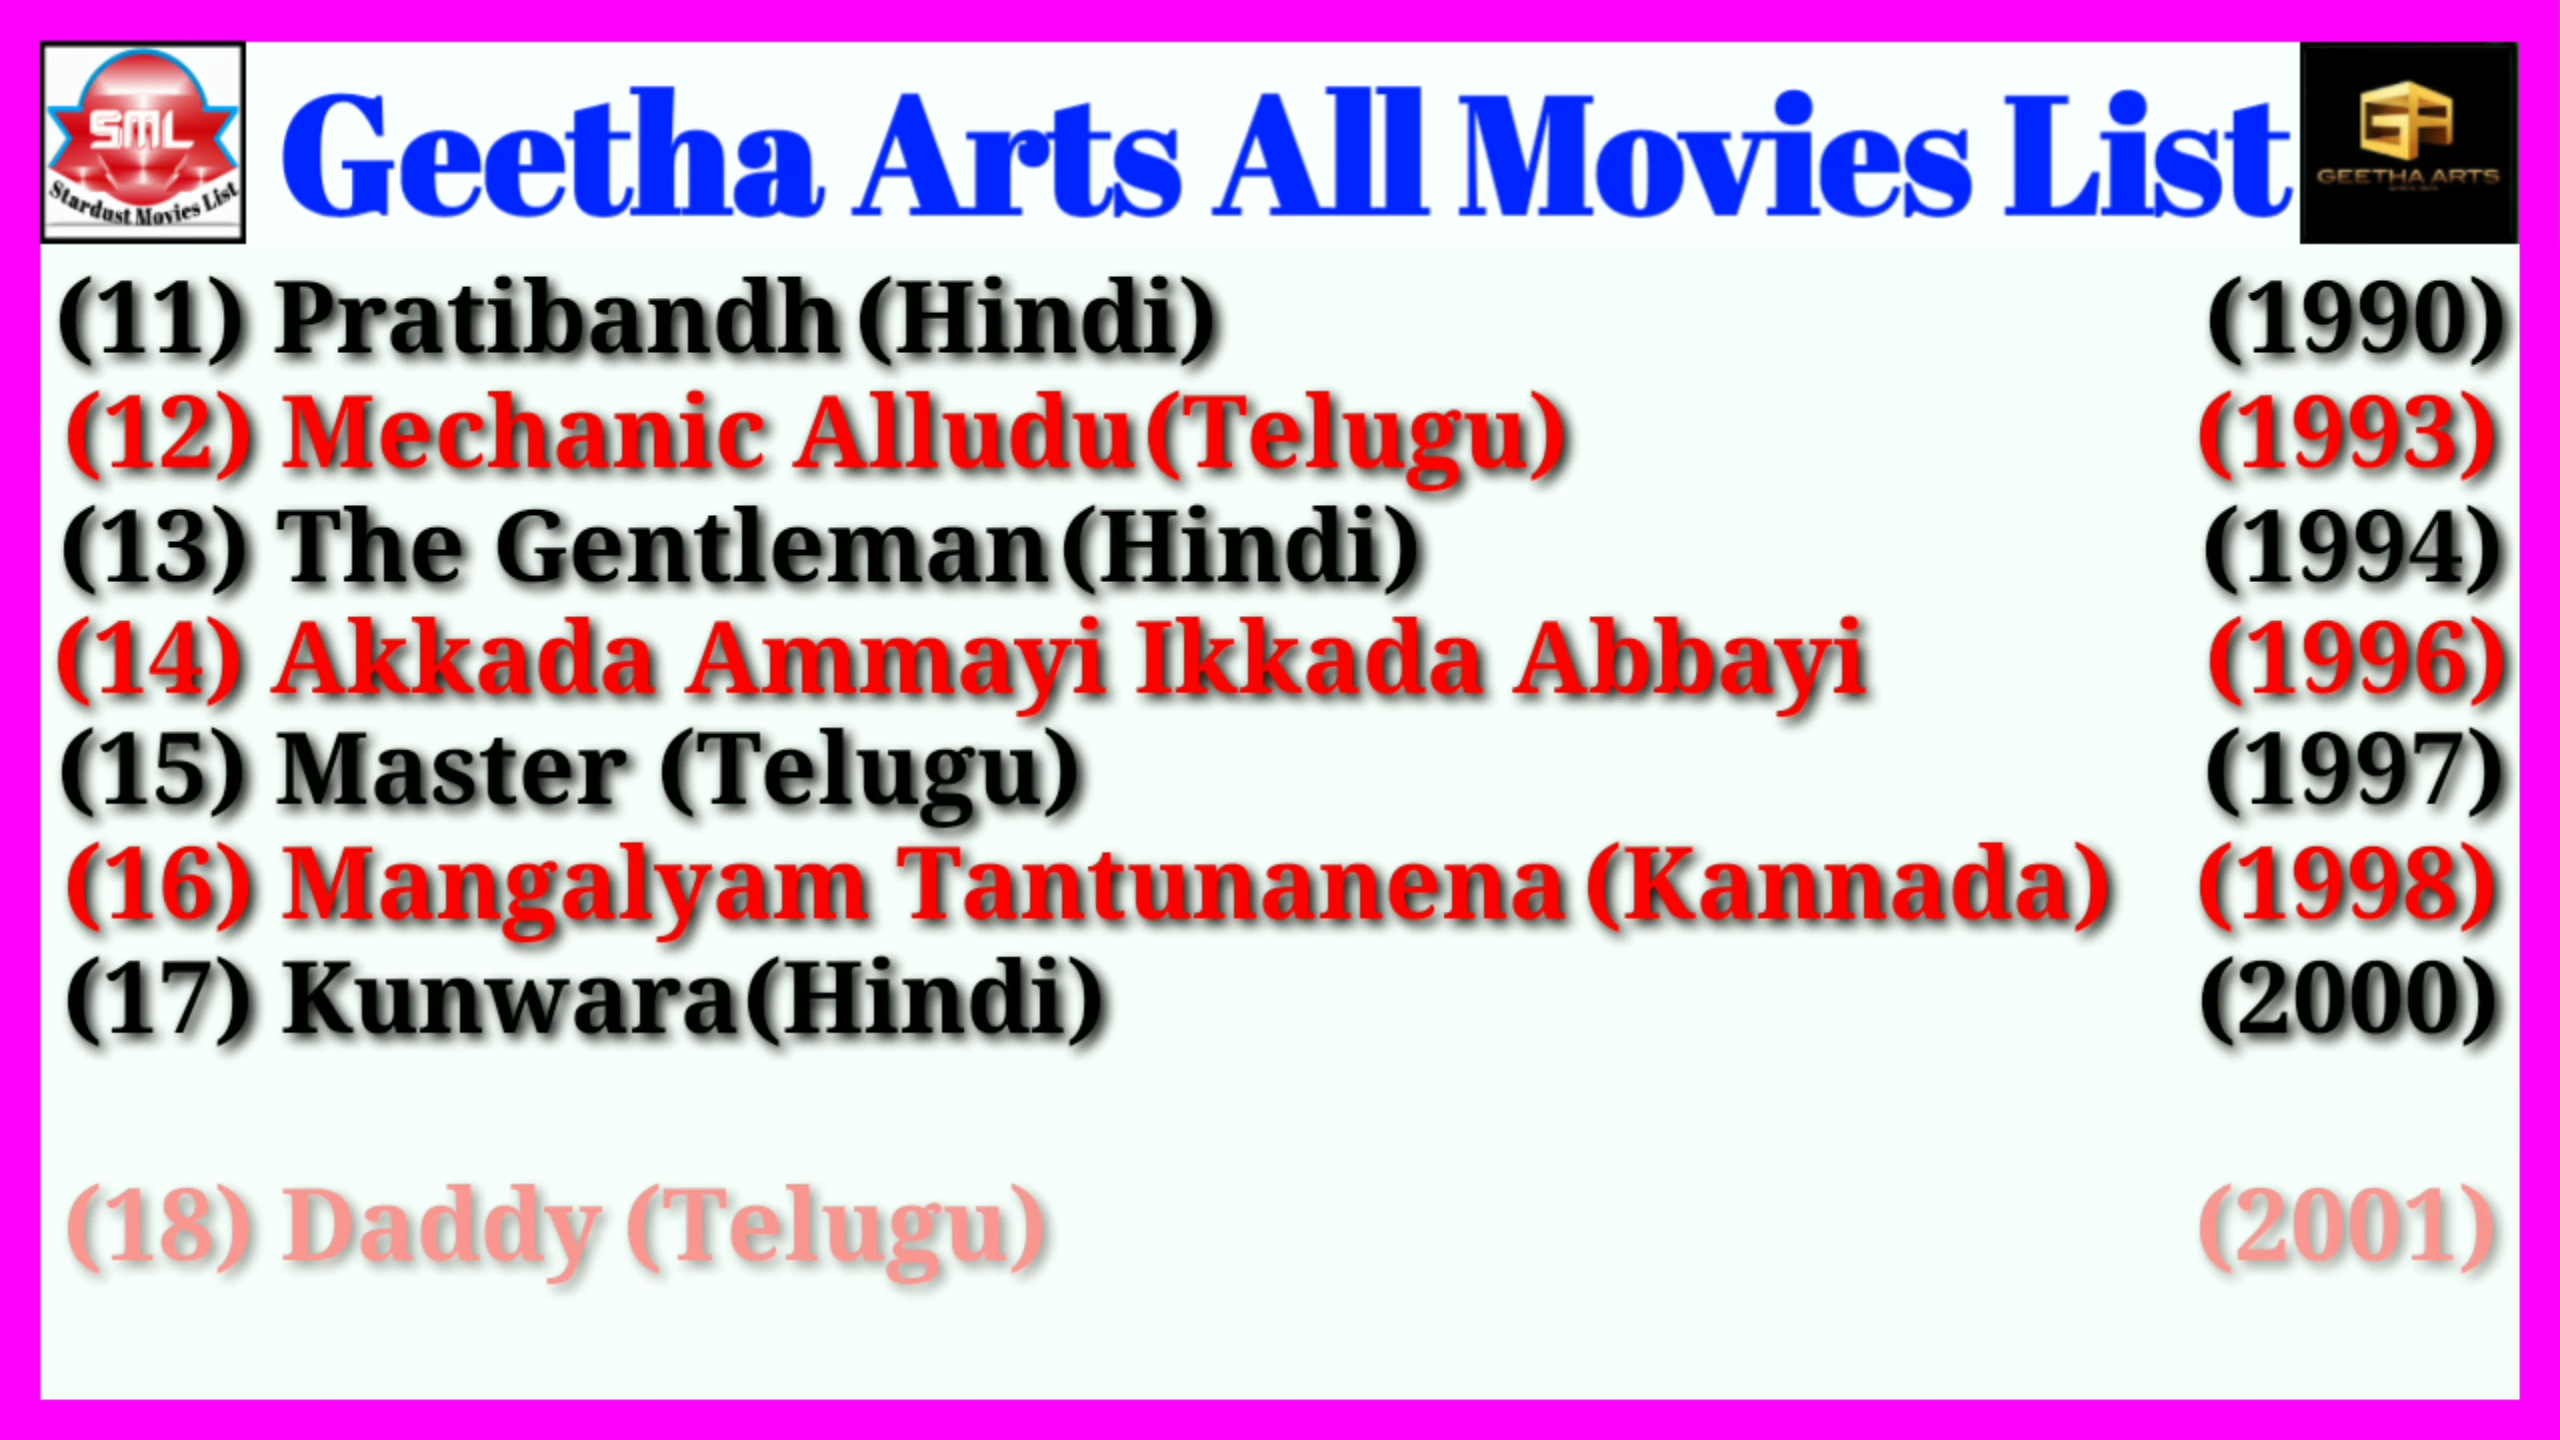 SML
Stardust Movies List
Geetha Arts All Movies List
GEETHA ARTS
(11) Pratibandh (Hindi) (1990)
(12) Mechanic Alludu (Telugu) (1993)
(13) The Gentleman (Hindi) (1994)
(14) Akkada Ammayi Ikkada Abbayi (1996)
(15) Master (Telugu) (1997)
(16) Mangalyam Tantunanena (Kannada) (1998)
(17) Kunwara(Hindi) (2000)
(18) Daddy (Telugu) (2001)